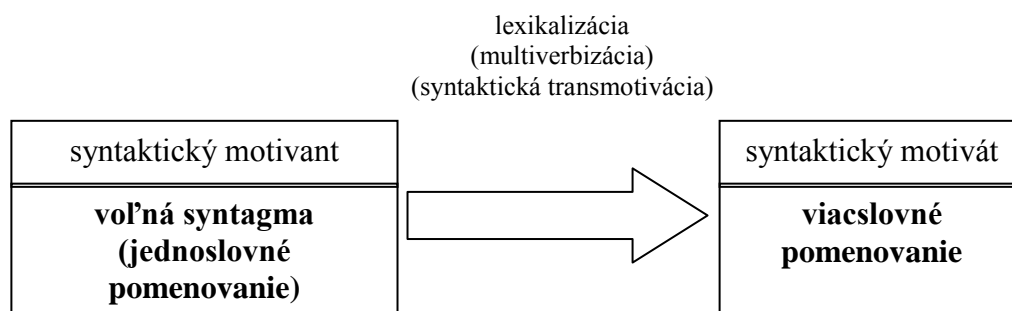 lexikalizácia
(multiverbizácia)
(syntaktická transmotivácia)
syntaktický motivant
voľná syntagma
(jednoslovné
pomenovanie)
syntaktický motivát
viacslovné
pomenovanie